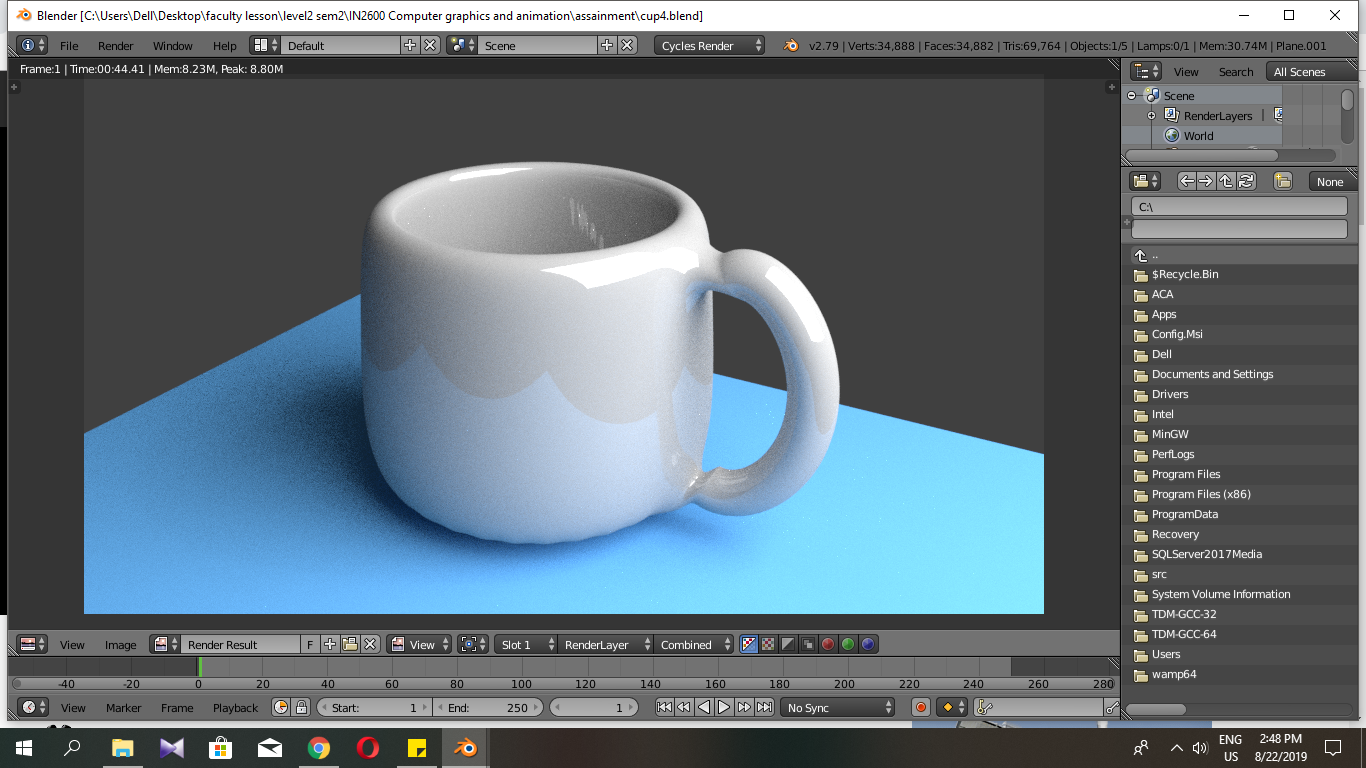 Blender [C:\Users\Dell\Desktop\faculty lesson\level2 sem2\IN2600 Computer graphics and animation\assainment\cup4.blend]
File Render Window Help Default Scene Cycles Render v2.79 | Verts:34,888 | Faces:34,882 | Tris:69,764 | Objects:1/5 | Lamps:0/1 | Mem:30.74M | Plane.001
Frame:1 | Time:00:44.41 | Mem:8.23M, Peak: 8.80M
View Search All Scenes
Scene
RenderLayers
World
None
C:\
..
$Recycle.Bin
ACA
Apps
Config.Msi
Dell
Documents and Settings
Drivers
Intel
MinGW
PerfLogs
Program Files
Program Files (x86)
ProgramData
Recovery
SQLServer2017Media
src
System Volume Information
TDM-GCC-32
TDM-GCC-64
Users
wamp64
View Image Render Result F View Slot 1 RenderLayer Combined
-40 -20 0 20 40 60 80 100 120 140 160 180 200 220 240 260 280
View Marker Frame Playback Start: 1 End: 250 1 No Sync
ENG 2:48 PM
US 8/22/2019